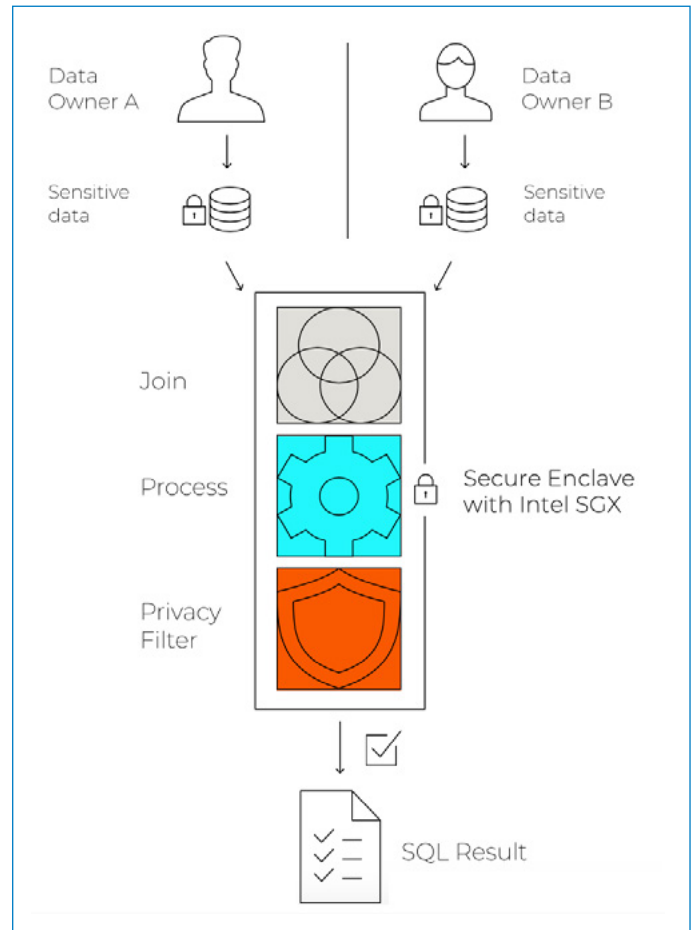 Data
Owner A
Data
Owner B
Sensitive
data
Sensitive
data
Join
Process
Secure Enclave
with Intel SGX
Privacy
Filter
SQL Result